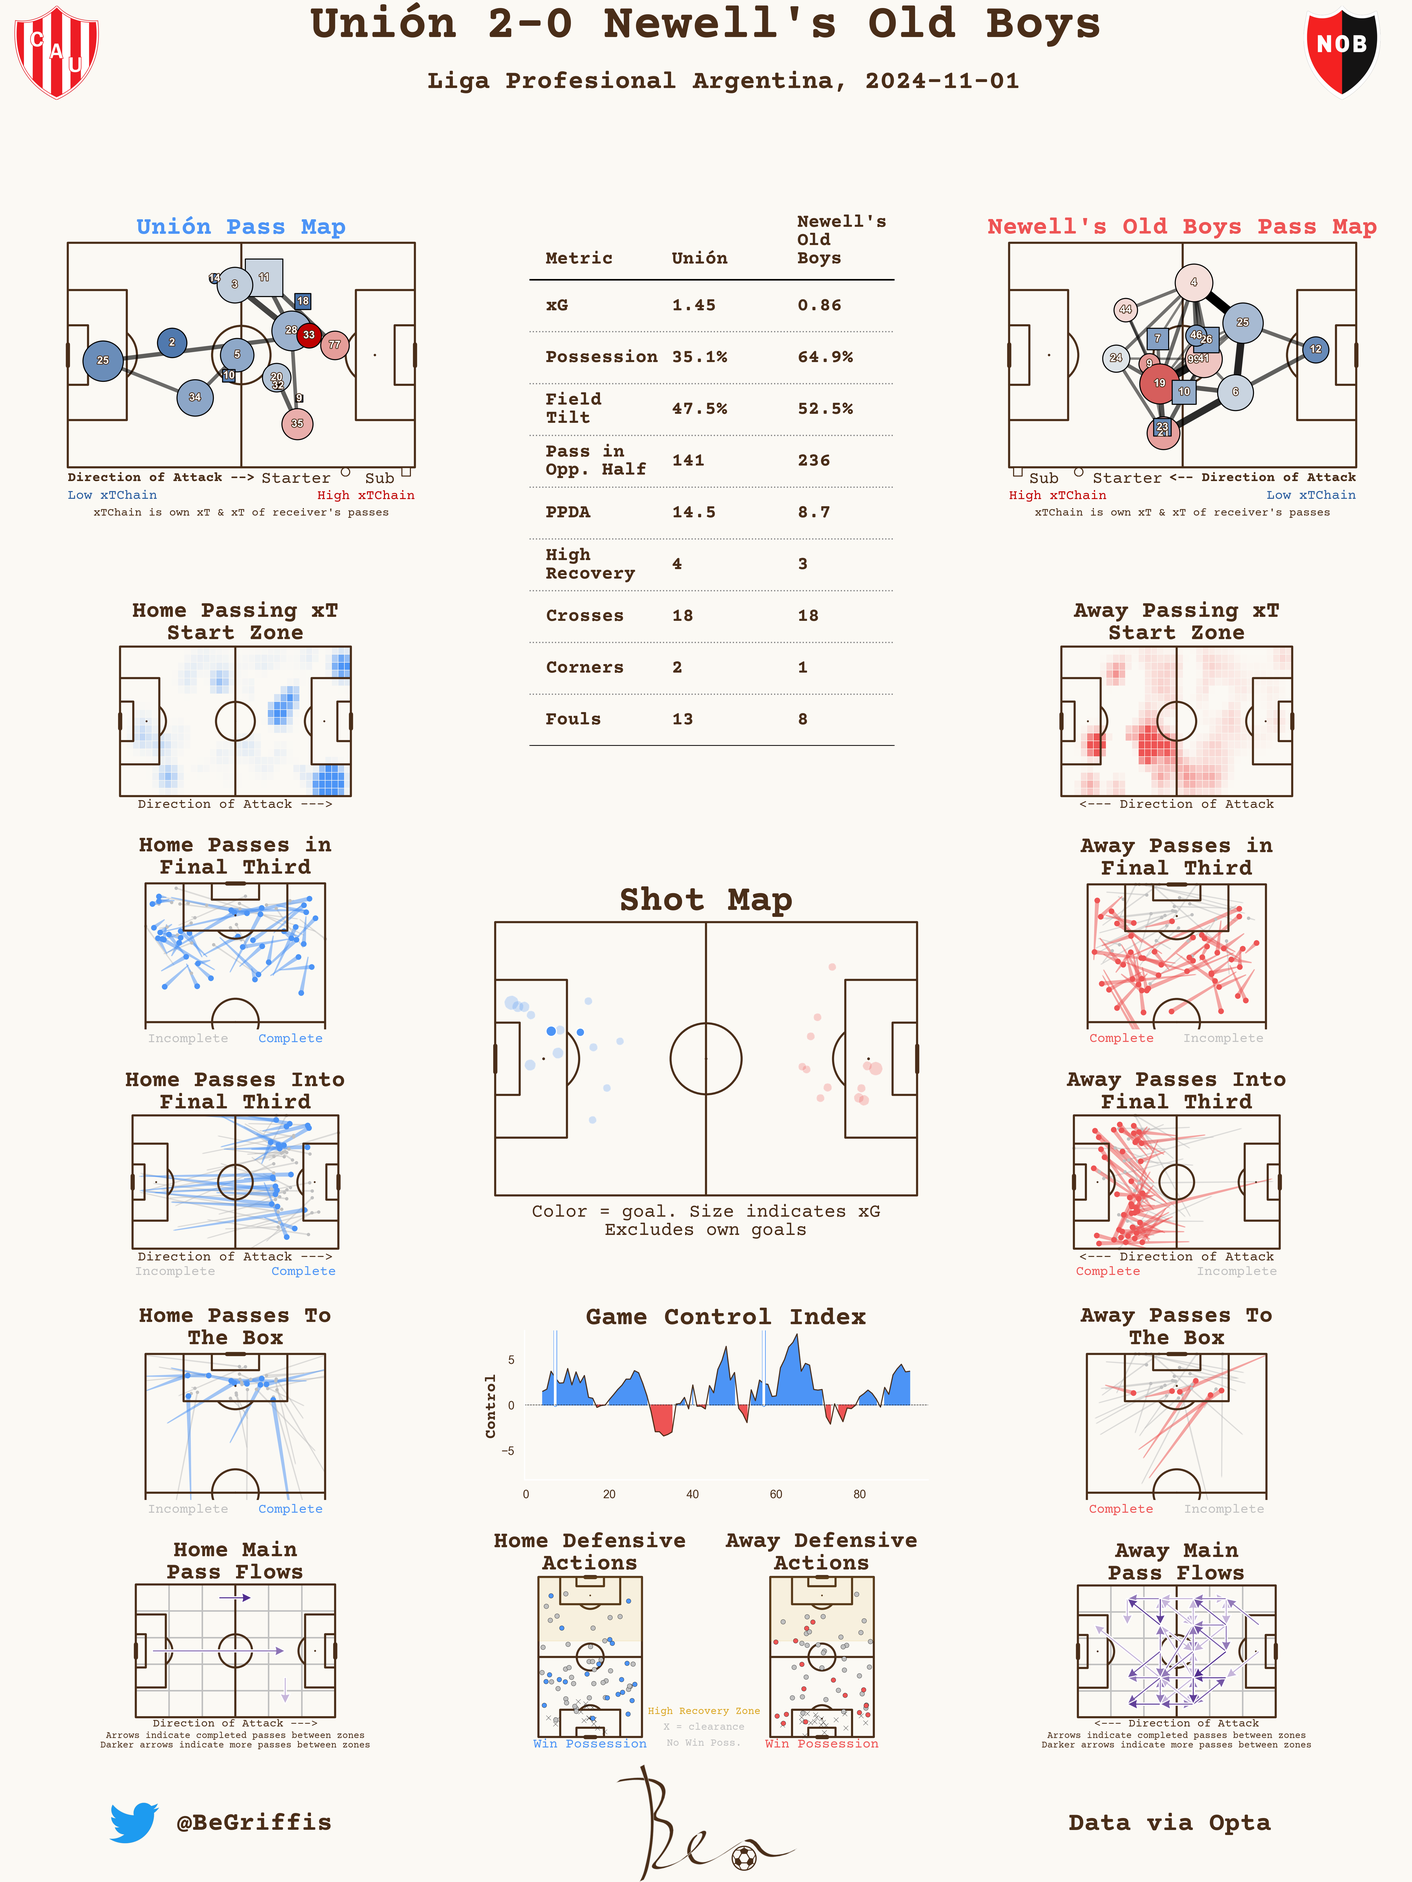 Unión 2-0 Newell's Old Boys
Liga Profesional Argentina, 2024-11-01
CAU
NOB
Unión Pass Map
14
3
11
18
28
33
77
2
25
5
10
20
32
34
9
35
Direction of Attack --> Starter Sub
Low xTChain High xTChain
xTChain is own xT & xT of receiver's passes
Metric Unión Newell's Old Boys
xG 1.45 0.86
Possession 35.1% 64.9%
Field Tilt 47.5% 52.5%
Pass in Opp. Half 141 236
PPDA 14.5 8.7
High Recovery 4 3
Crosses 18 18
Corners 2 1
Fouls 13 8
Newell's Old Boys Pass Map
4
44
25
7
46
26
12
24
9
41
19
10
6
23
Sub Starter <-- Direction of Attack
High xTChain Low xTChain
xTChain is own xT & xT of receiver's passes
Home Passing xT
Start Zone
Direction of Attack --->
Away Passing xT
Start Zone
<--- Direction of Attack
Home Passes in
Final Third
Incomplete Complete
Away Passes in
Final Third
Complete Incomplete
Shot Map
Color = goal. Size indicates xG
Excludes own goals
Home Passes Into
Final Third
Direction of Attack --->
Incomplete Complete
Away Passes Into
Final Third
<--- Direction of Attack
Complete Incomplete
Home Passes To
The Box
Incomplete Complete
Game Control Index
Control
5
0
−5
0 20 40 60 80
Away Passes To
The Box
Complete Incomplete
Home Main
Pass Flows
Direction of Attack --->
Arrows indicate completed passes between zones
Darker arrows indicate more passes between zones
Home Defensive
Actions
Win Possession
High Recovery Zone
X = clearance
No Win Poss.
Away Defensive
Actions
Win Possession
Away Main
Pass Flows
<--- Direction of Attack
Arrows indicate completed passes between zones
Darker arrows indicate more passes between zones
@BeGriffis
Ben
Data via Opta